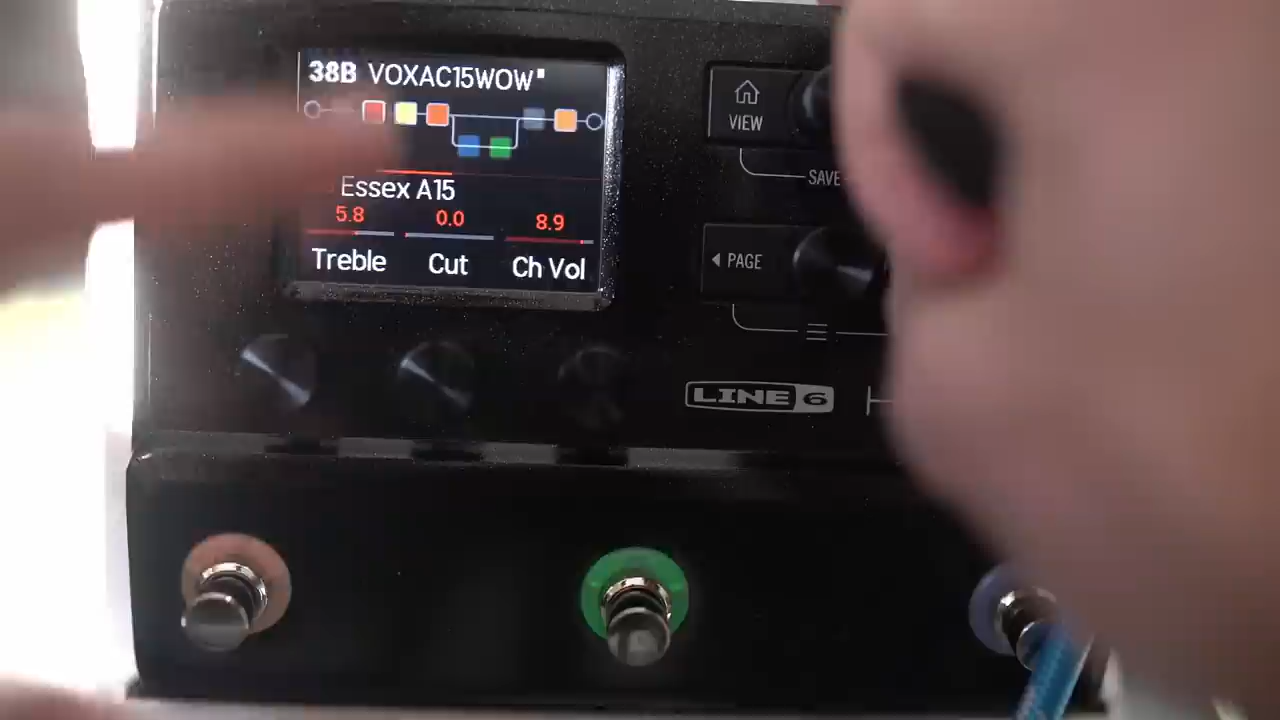 38B VOXAC15WOW
Essex A15
5.8 0.0 8.9
Treble Cut Ch Vol
VIEW
SAVE
PAGE
LINE 6